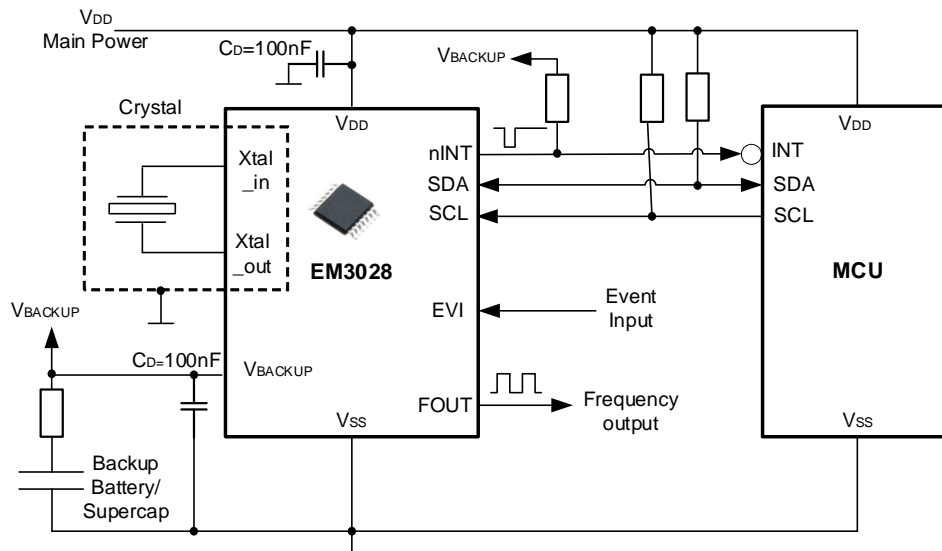 VDD
Main Power
CD=100nF
VBACKUP
Crystal
VDD
VDD
Xtal
_in
nINT
INT
SDA
SDA
SCL
SCL
Xtal
_out
EM3028
MCU
VBACKUP
EVI
Event
Input
CD=100nF
VBACKUP
FOUT
Frequency
output
VSS
VSS
Backup
Battery/
Supercap